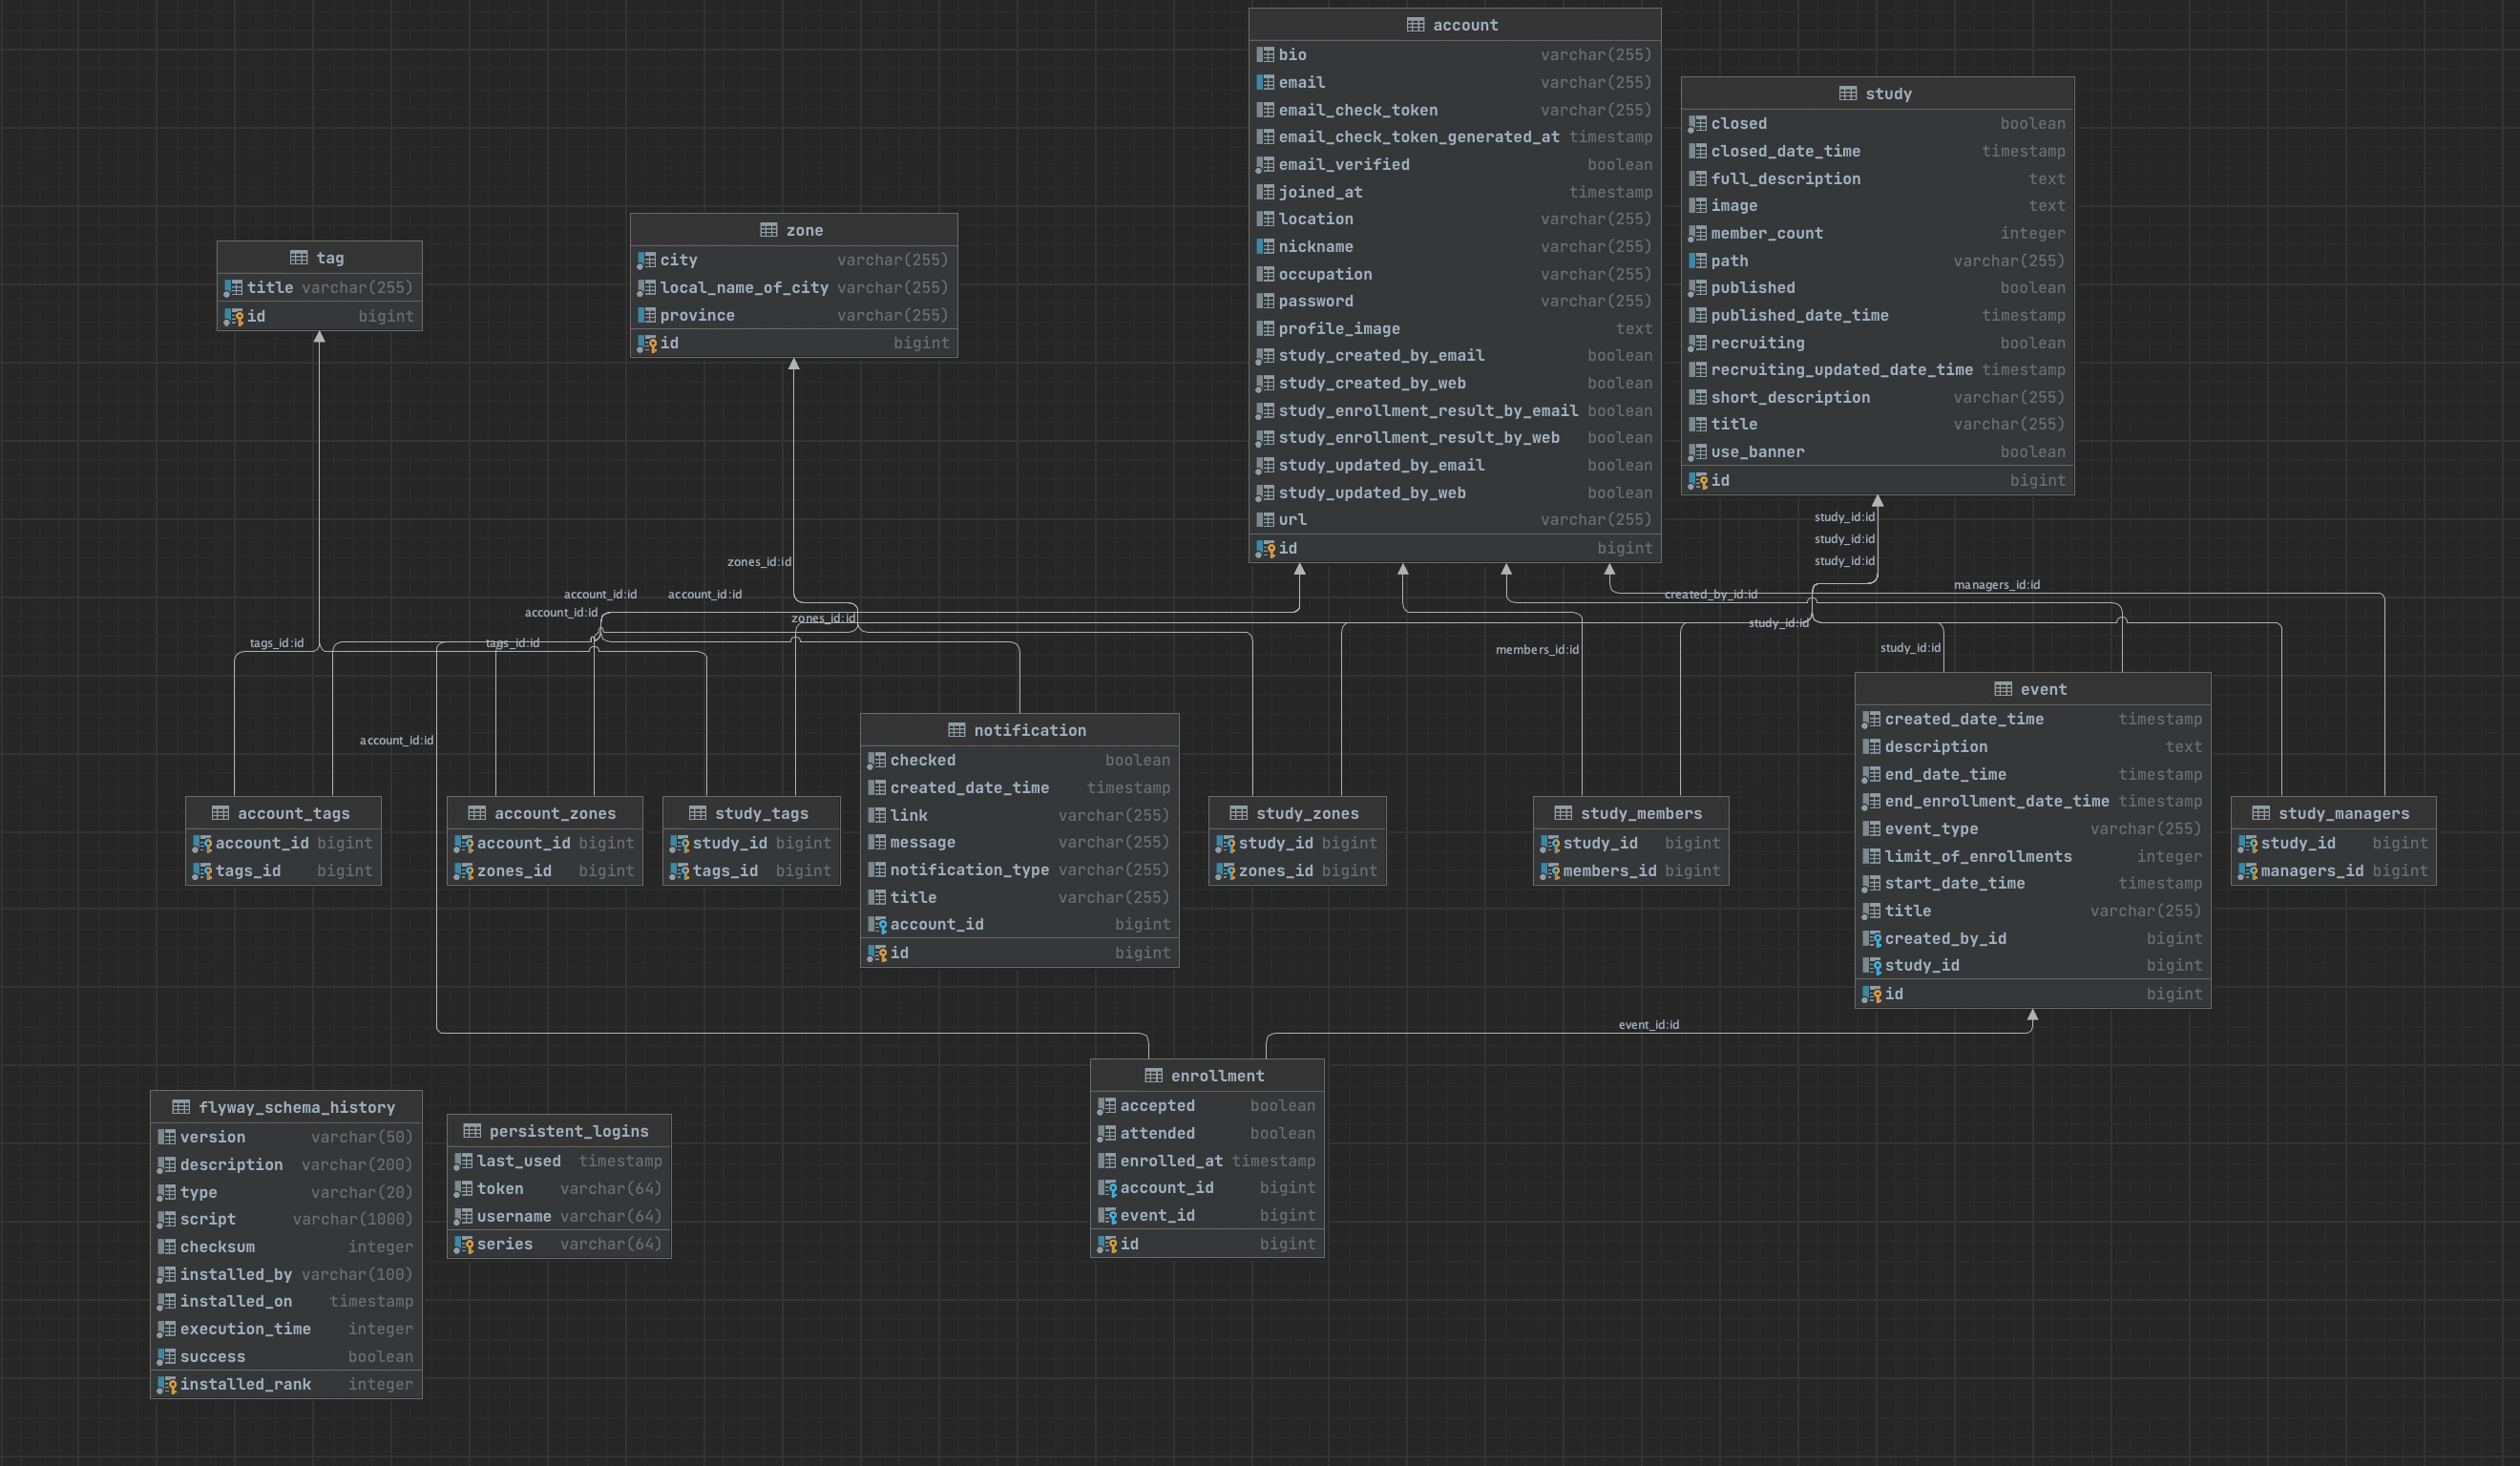 account
bio varchar(255)
email varchar(255)
email_check_token varchar(255)
email_check_token_generated_at timestamp
email_verified boolean
joined_at timestamp
location varchar(255)
nickname varchar(255)
occupation varchar(255)
password varchar(255)
profile_image text
study_created_by_email boolean
study_created_by_web boolean
study_enrollment_result_by_email boolean
study_enrollment_result_by_web boolean
study_updated_by_email boolean
study_updated_by_web boolean
url varchar(255)
id bigint
study
closed boolean
closed_date_time timestamp
full_description text
image text
member_count integer
path varchar(255)
published boolean
published_date_time timestamp
recruiting boolean
recruiting_updated_date_time timestamp
short_description varchar(255)
title varchar(255)
use_banner boolean
id bigint
zone
city varchar(255)
local_name_of_city varchar(255)
province varchar(255)
id bigint
tag
title varchar(255)
id bigint
study_id:id
study_id:id
study_id:id
zones_id:id
managers_id:id
account_id:id
account_id:id
created_by_id:id
account_id:id
zones_id:id
study_id:id
tags_id:id
tags_id:id
members_id:id
study_id:id
account_id:id
event
created_date_time timestamp
description text
end_date_time timestamp
end_enrollment_date_time timestamp
event_type varchar(255)
limit_of_enrollments integer
start_date_time timestamp
title varchar(255)
created_by_id bigint
study_id bigint
id bigint
notification
checked boolean
created_date_time timestamp
link varchar(255)
message varchar(255)
notification_type varchar(255)
title varchar(255)
account_id bigint
id bigint
account_tags
account_id bigint
tags_id bigint
account_zones
account_id bigint
zones_id bigint
study_tags
study_id bigint
tags_id bigint
study_zones
study_id bigint
zones_id bigint
study_members
study_id bigint
members_id bigint
study_managers
study_id bigint
managers_id bigint
event_id:id
enrollment
accepted boolean
attended boolean
enrolled_at timestamp
account_id bigint
event_id bigint
id bigint
flyway_schema_history
version varchar(50)
description varchar(200)
type varchar(20)
script varchar(1000)
checksum integer
installed_by varchar(100)
installed_on timestamp
execution_time integer
success boolean
installed_rank integer
persistent_logins
last_used timestamp
token varchar(64)
username varchar(64)
series varchar(64)